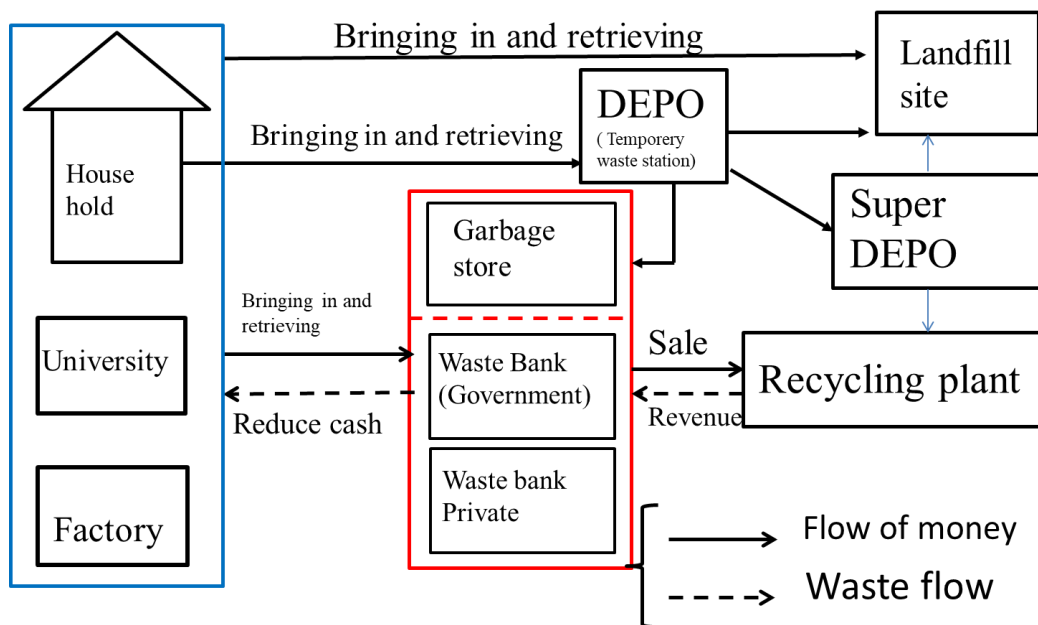 Bringing in and retrieving
Landfill
site
DEPO
( Temporery
waste station)
Bringing in and retrieving
House
hold
Super
DEPO
Garbage
store
Bringing in and
retrieving
University
Waste Bank
(Government)
Sale
Recycling plant
Revenue
Reduce cash
Waste bank
Private
Factory
Flow of money
Waste flow